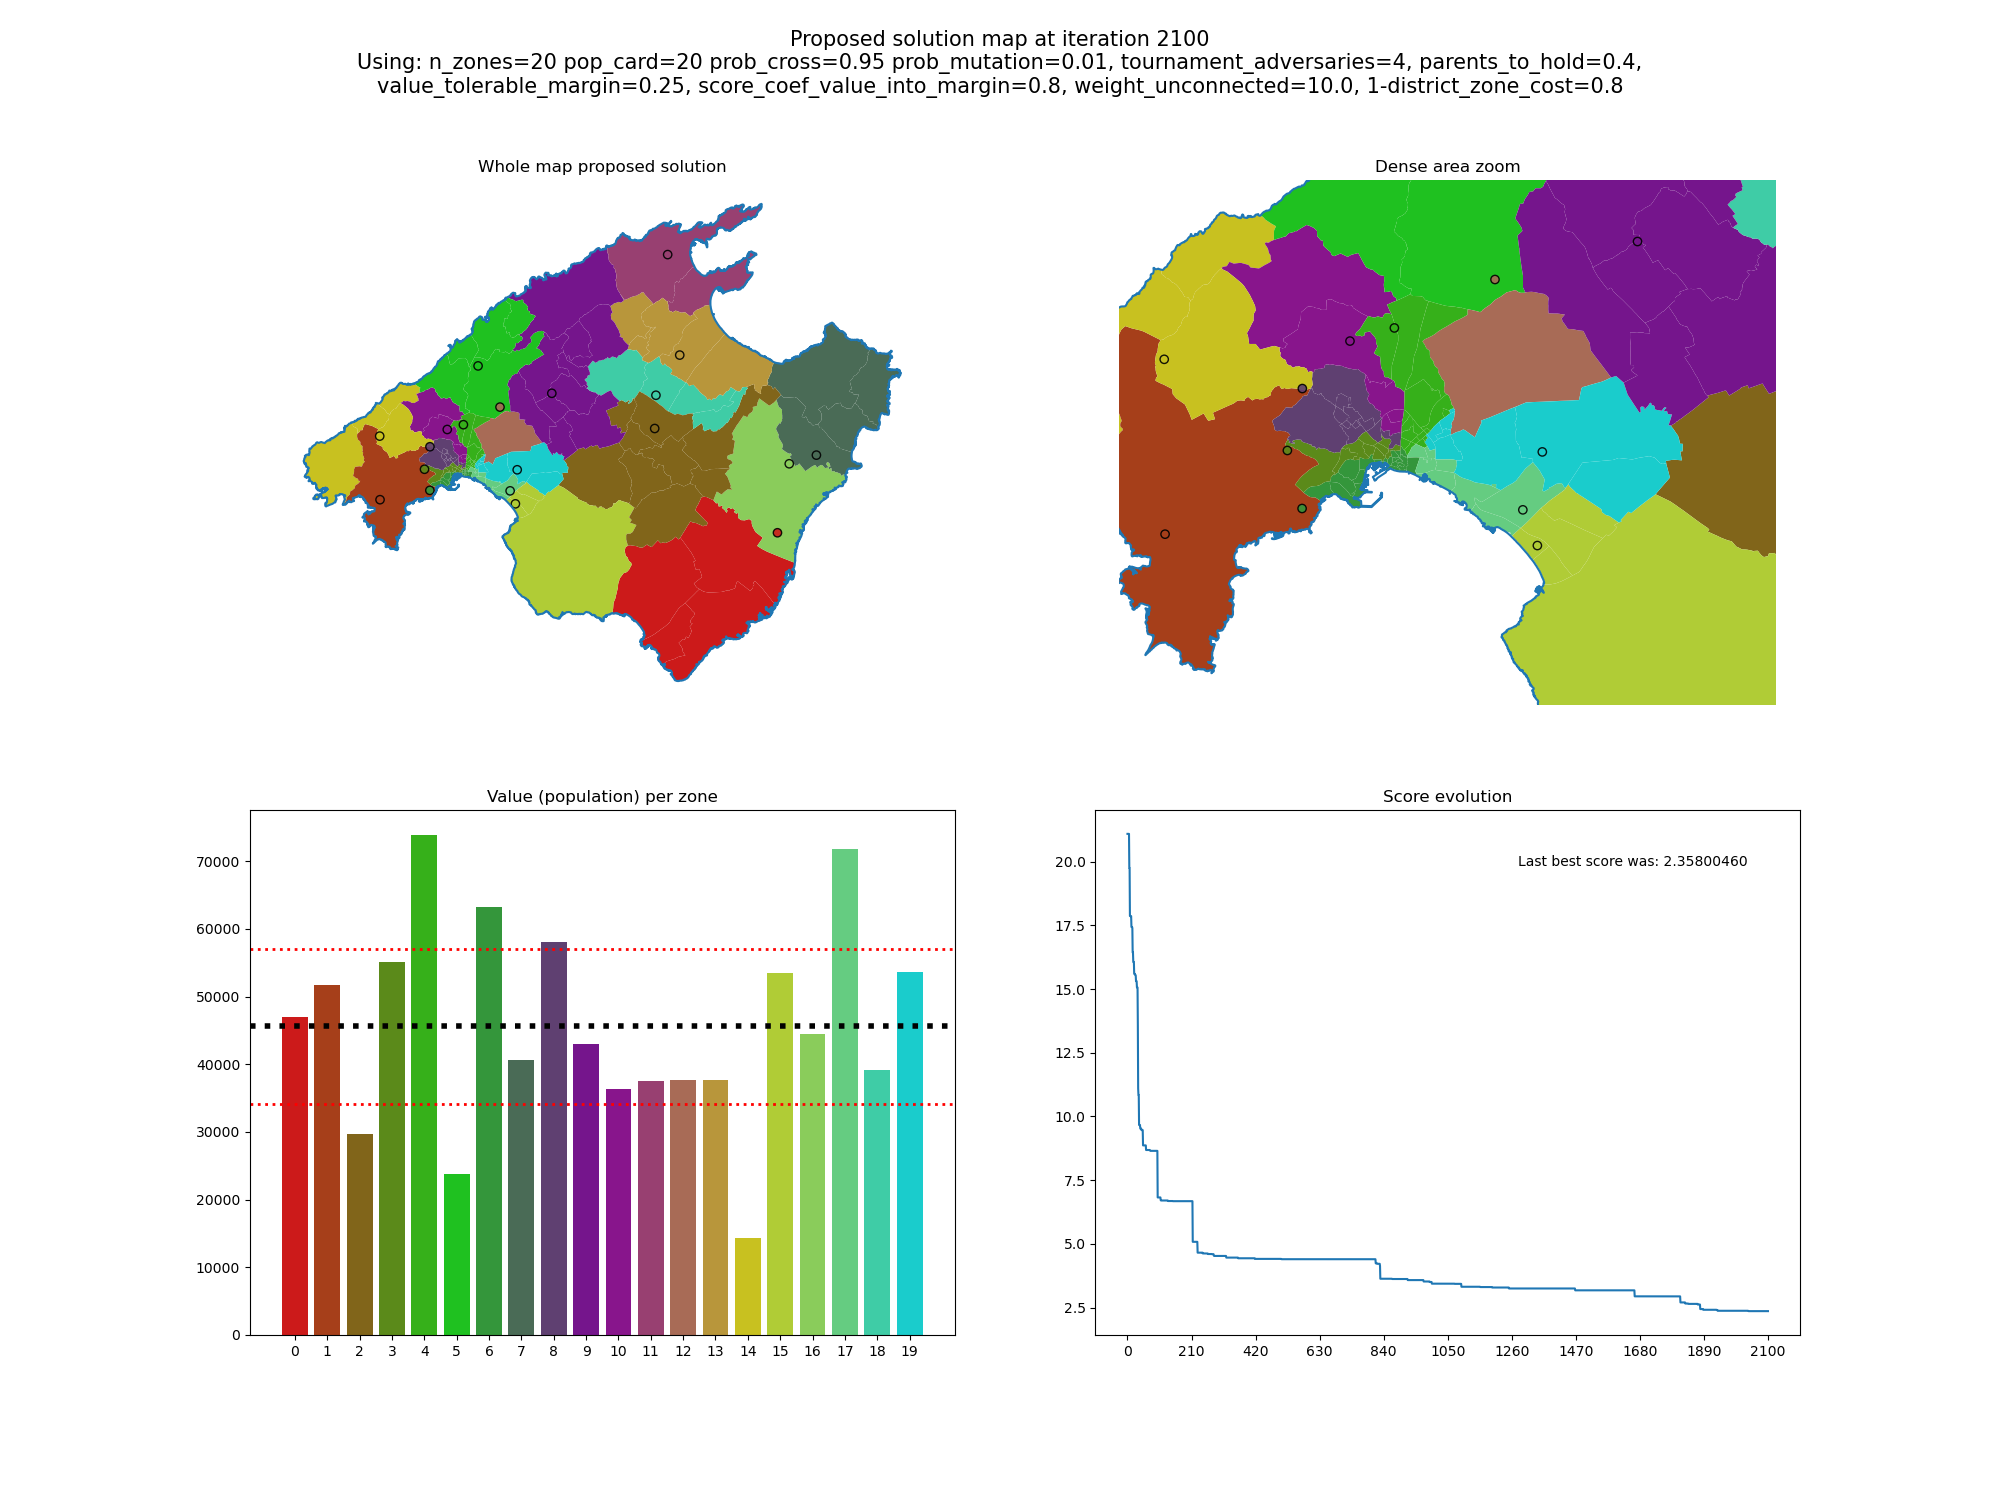 Proposed solution map at iteration 2100
Using: n_zones=20 pop_card=20 prob_cross=0.95 prob_mutation=0.01, tournament_adversaries=4, parents_to_hold=0.4,
value_tolerable_margin=0.25, score_coef_value_into_margin=0.8, weight_unconnected=10.0, 1-district_zone_cost=0.8
Whole map proposed solution
Dense area zoom
Value (population) per zone
70000
60000
50000
40000
30000
20000
10000
0
0 1 2 3 4 5 6 7 8 9 10 11 12 13 14 15 16 17 18 19
Score evolution
Last best score was: 2.35800460
20.0
17.5
15.0
12.5
10.0
7.5
5.0
2.5
0 210 420 630 840 1050 1260 1470 1680 1890 2100